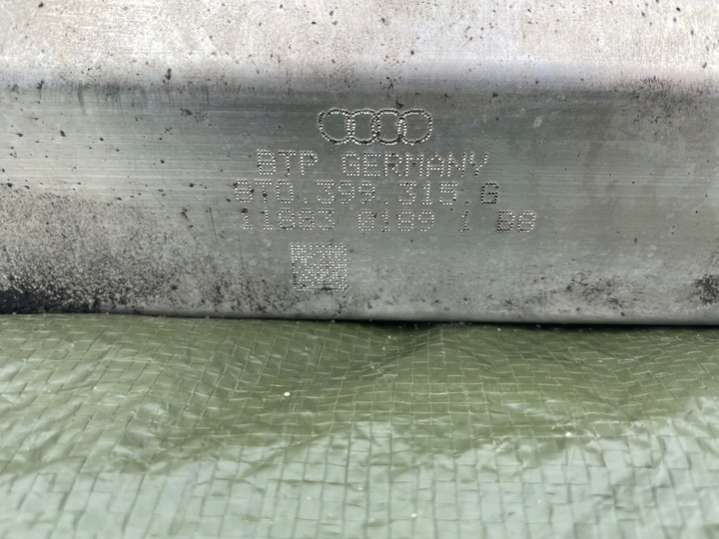 BTP GERMANY
8T0.399.315.G
11883 0189 1 B8